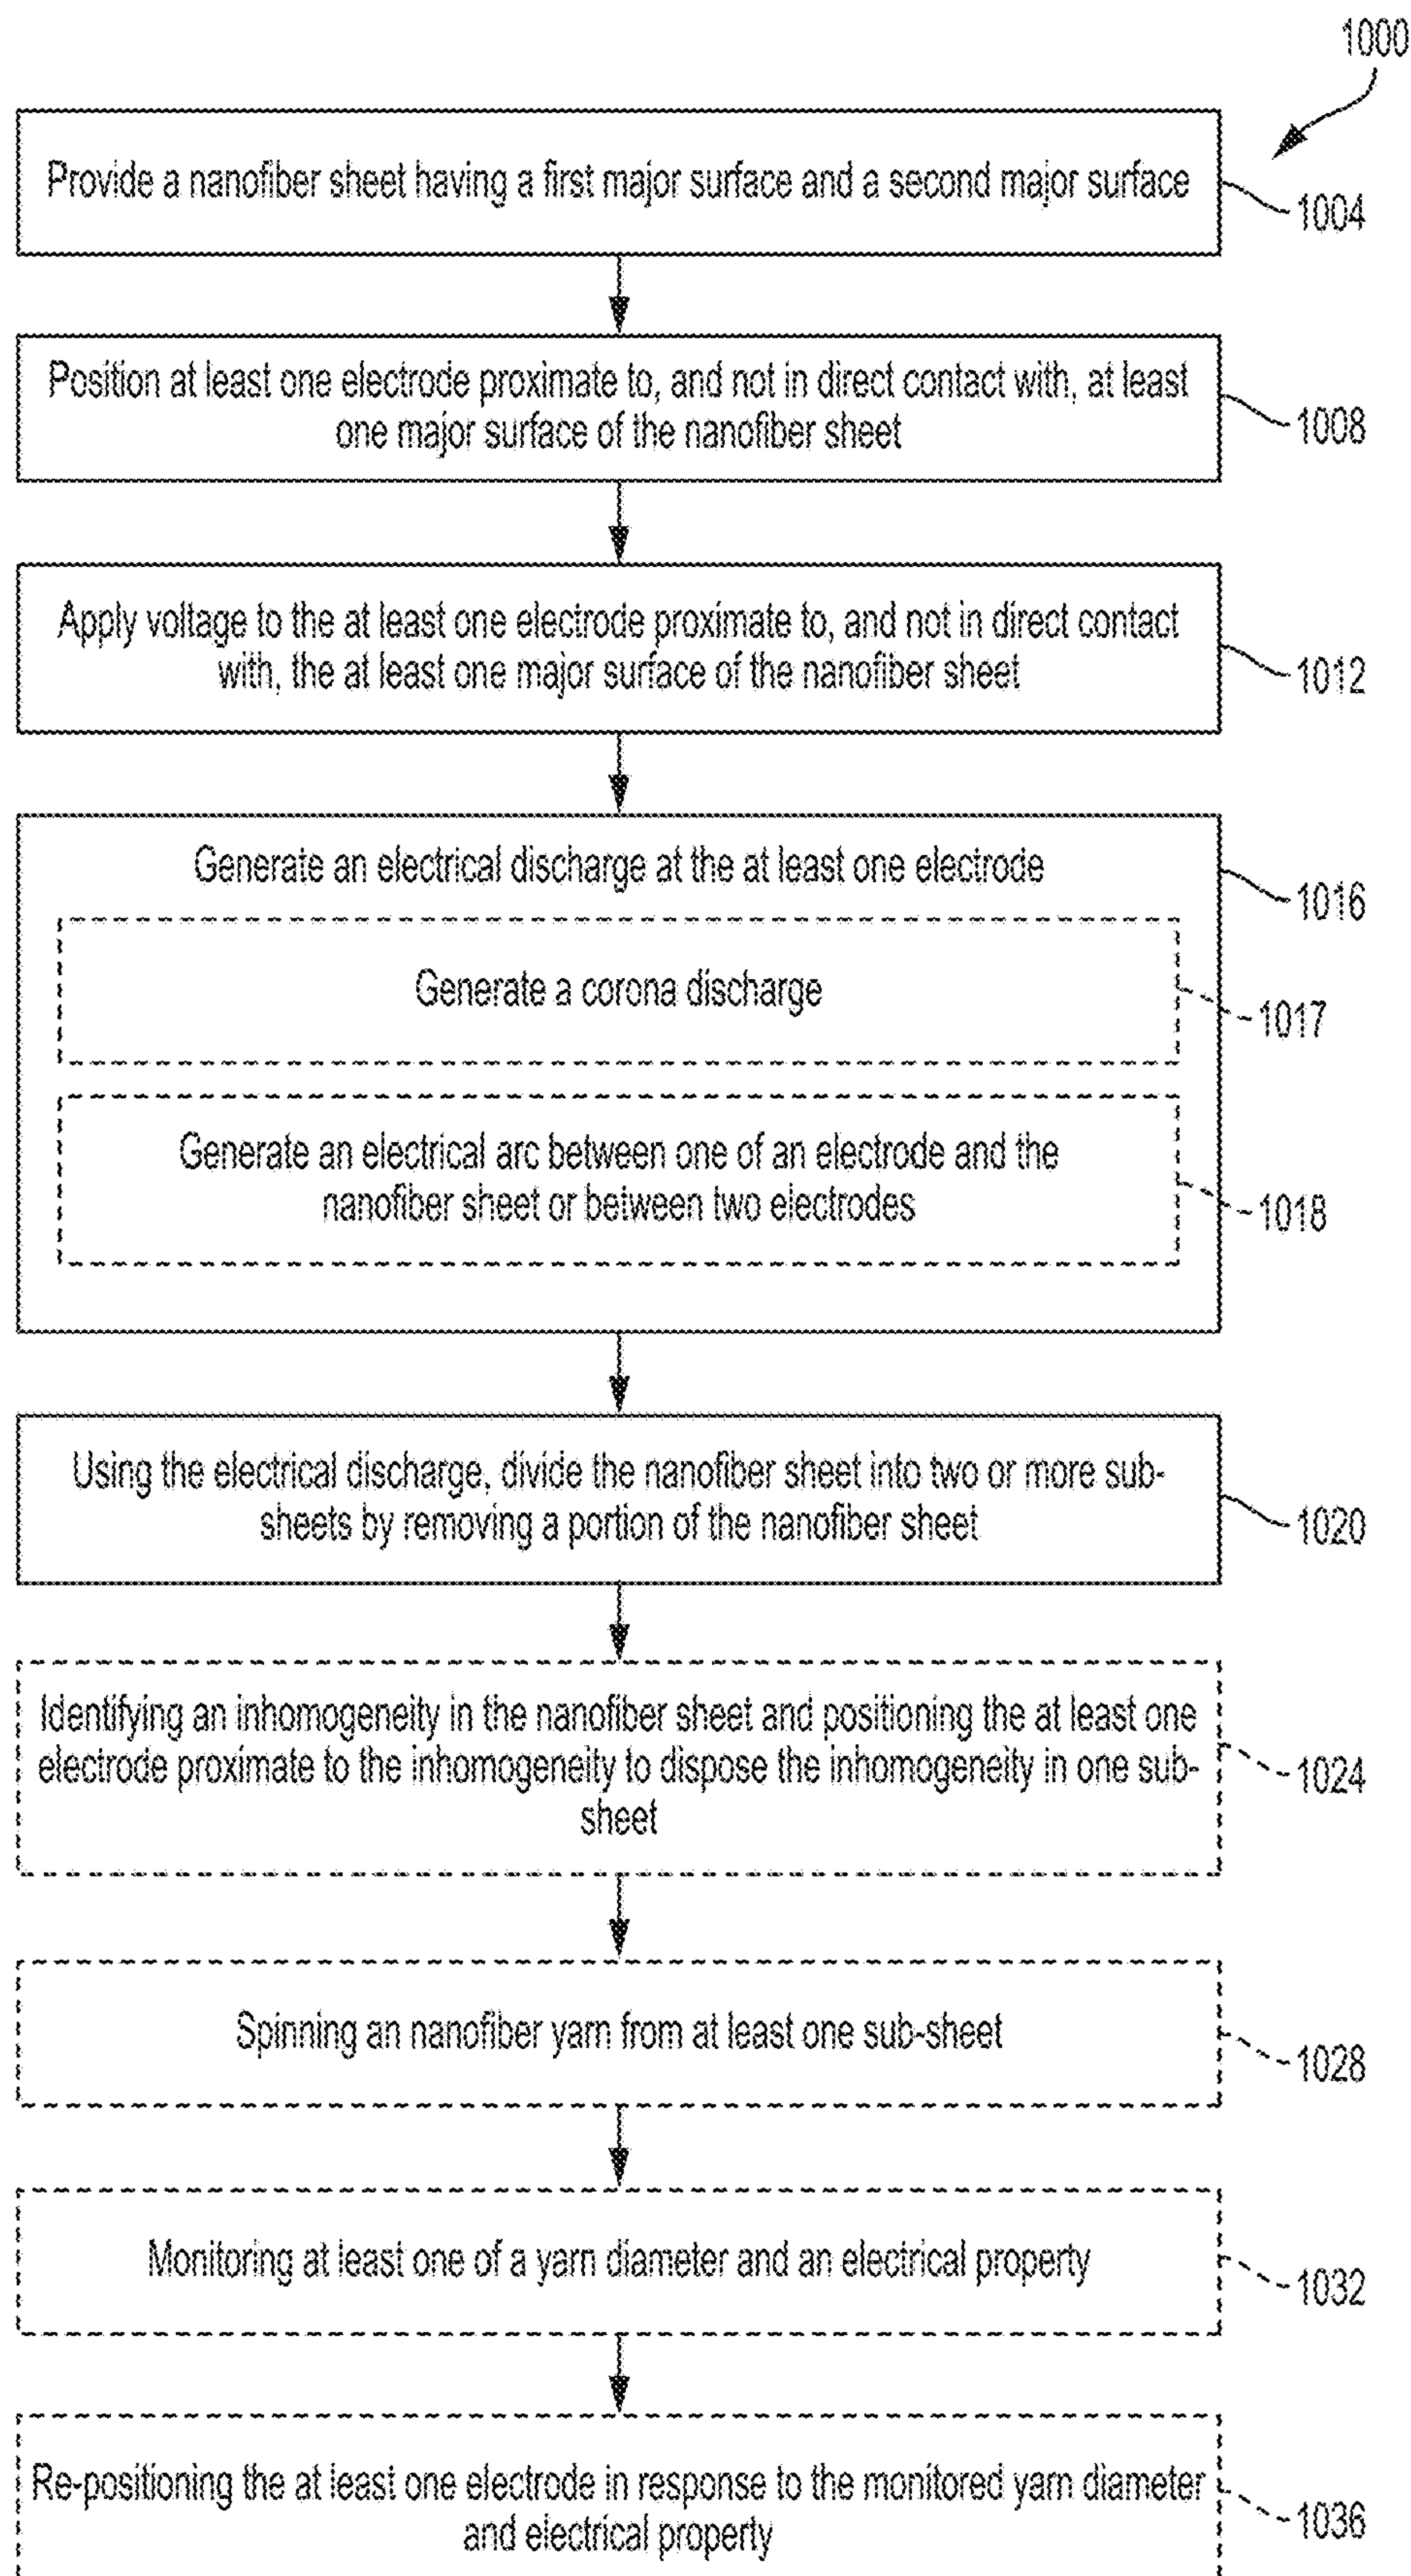 1000
Provide a nanofiber sheet having a first major surface and a second major surface
1004
Position at least one electrode proximate to, and not in direct contact with, at least
one major surface of the nanofiber sheet
1008
Apply voltage to the at least one electrode proximate to, and not in direct contact
with, the at least one major surface of the nanofiber sheet
1012
Generate an electrical discharge at the at least one electrode
1016
Generate a corona discharge
1017
Generate an electrical arc between one of an electrode and the
nanofiber sheet or between two electrodes
1018
Using the electrical discharge, divide the nanofiber sheet into two or more sub-
sheets by removing a portion of the nanofiber sheet
1020
Identifying an inhomogeneity in the nanofiber sheet and positioning the at least one
electrode proximate to the inhomogeneity to dispose the inhomogeneity in one sub-
sheet
1024
Spinning an nanofiber yarn from at least one sub-sheet
1028
Monitoring at least one of a yarn diameter and an electrical property
1032
Re-positioning the at least one electrode in response to the monitored yarn diameter
and electrical property
1036